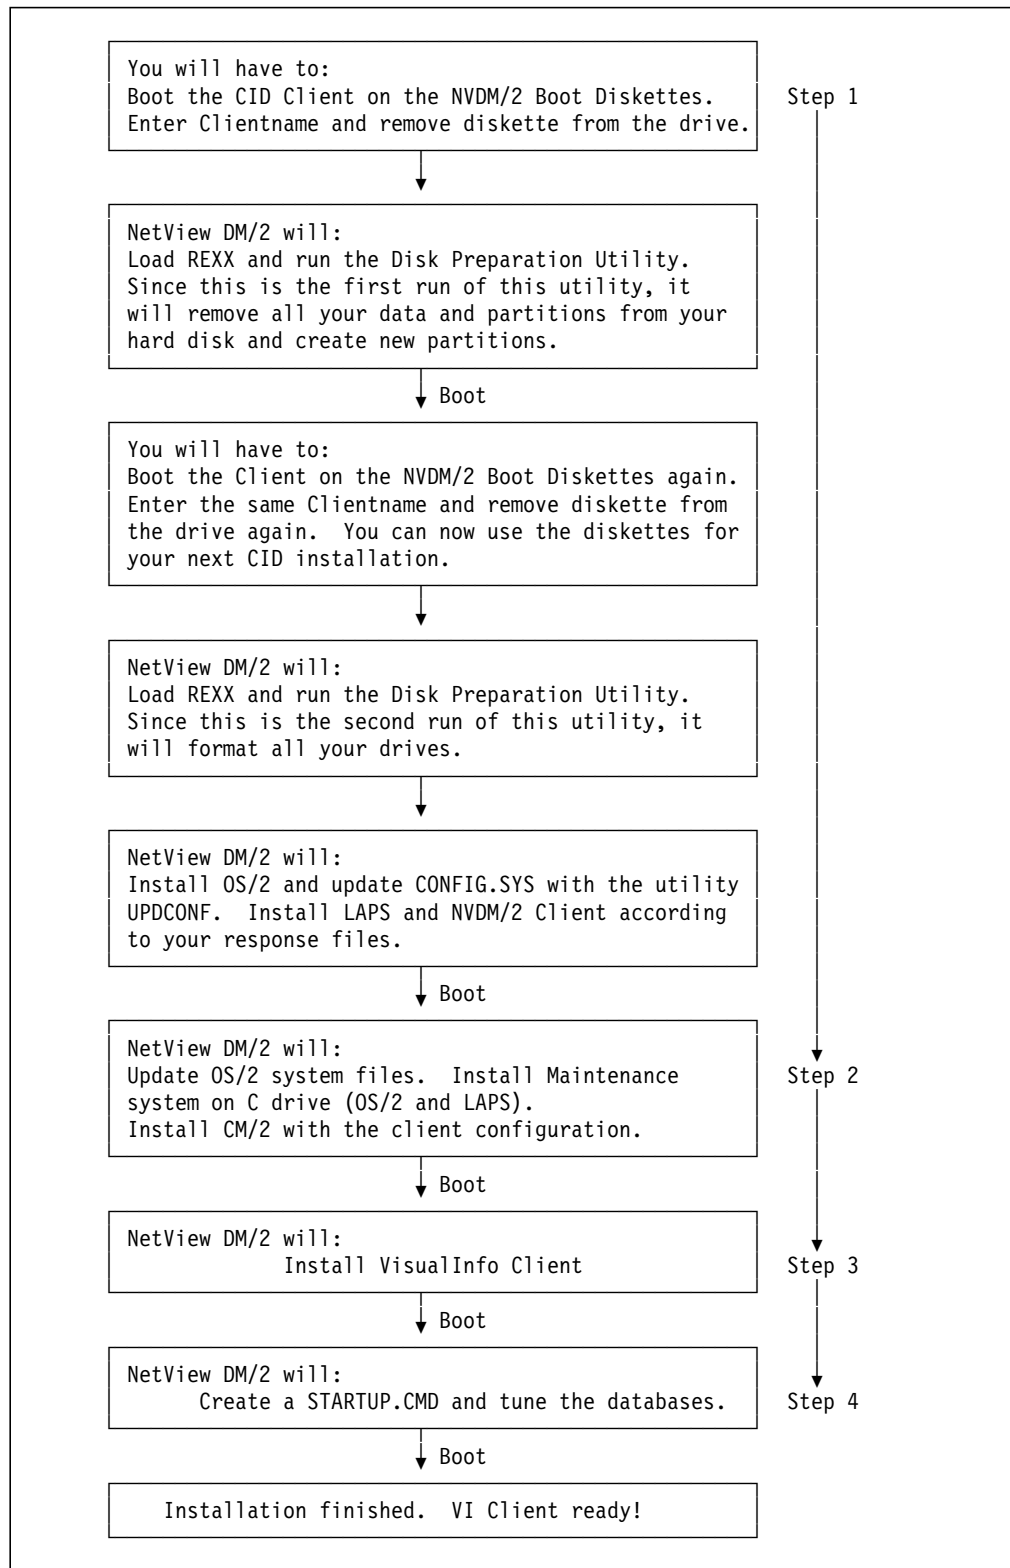 You will have to:
Boot the CID Client on the NVDM/2 Boot Diskettes.
Step 1
Enter Clientname and remove diskette from the drive.
NetView DM/2 will:
Load REXX and run the Disk Preparation Utility.
Since this is the first run of this utility, it
will remove all your data and partitions from your
hard disk and create new partitions.
Boot
You will have to:
Boot the Client on the NVDM/2 Boot Diskettes again.
Enter the same Clientname and remove diskette from
the drive again.  You can now use the diskettes for
your next CID installation.
NetView DM/2 will:
Load REXX and run the Disk Preparation Utility.
Since this is the second run of this utility, it
will format all your drives.
NetView DM/2 will:
Install OS/2 and update CONFIG.SYS with the utility
UPDCONF.  Install LAPS and NVDM/2 Client according
to your response files.
Boot
NetView DM/2 will:
Update OS/2 system files.  Install Maintenance
Step 2
system on C drive (OS/2 and LAPS).
Install CM/2 with the client configuration.
Boot
NetView DM/2 will:
Install VisualInfo Client
Step 3
Boot
NetView DM/2 will:
Create a STARTUP.CMD and tune the databases.
Step 4
Boot
Installation finished.  VI Client ready!